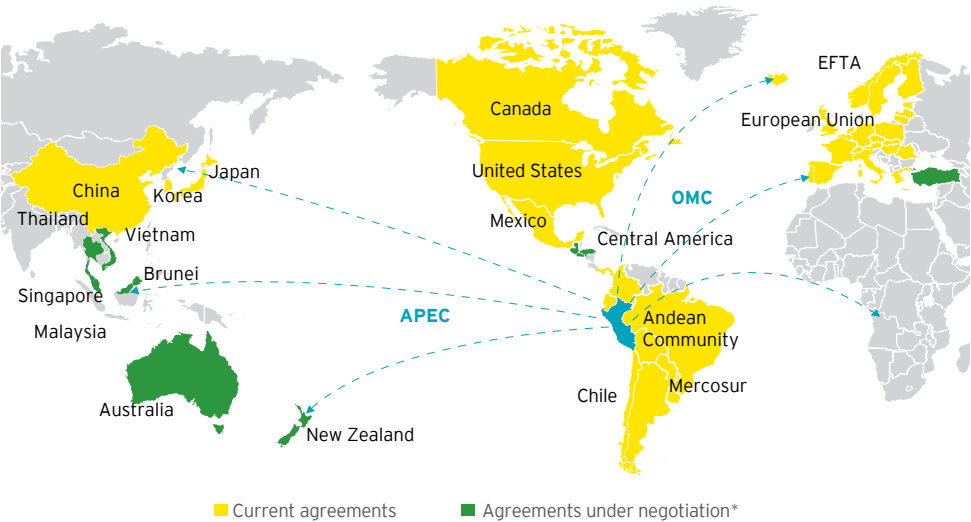 EFTA
Canada
European Union
Japan
United States
China
Korea
OMC
Thailand
Mexico
Vietnam
Central America
Brunei
Singapore
APEC
Andean
Community
Malaysia
Mercosur
Chile
Australia
New Zealand
Current agreements
Agreements under negotiation*